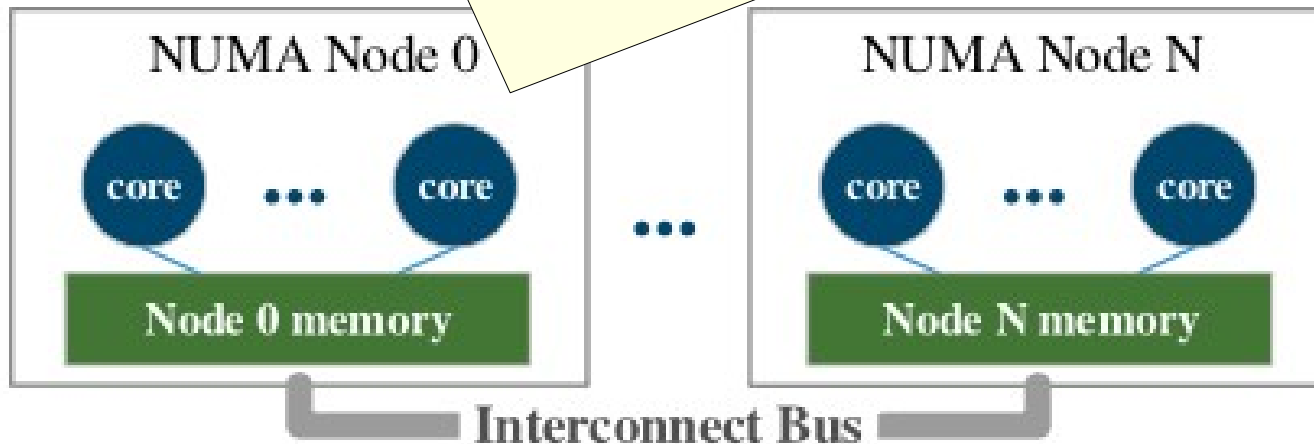 NUMA Node 0 NUMA Node N
core ••• core ••• core ••• core
Node 0 memory Node N memory
Interconnect Bus